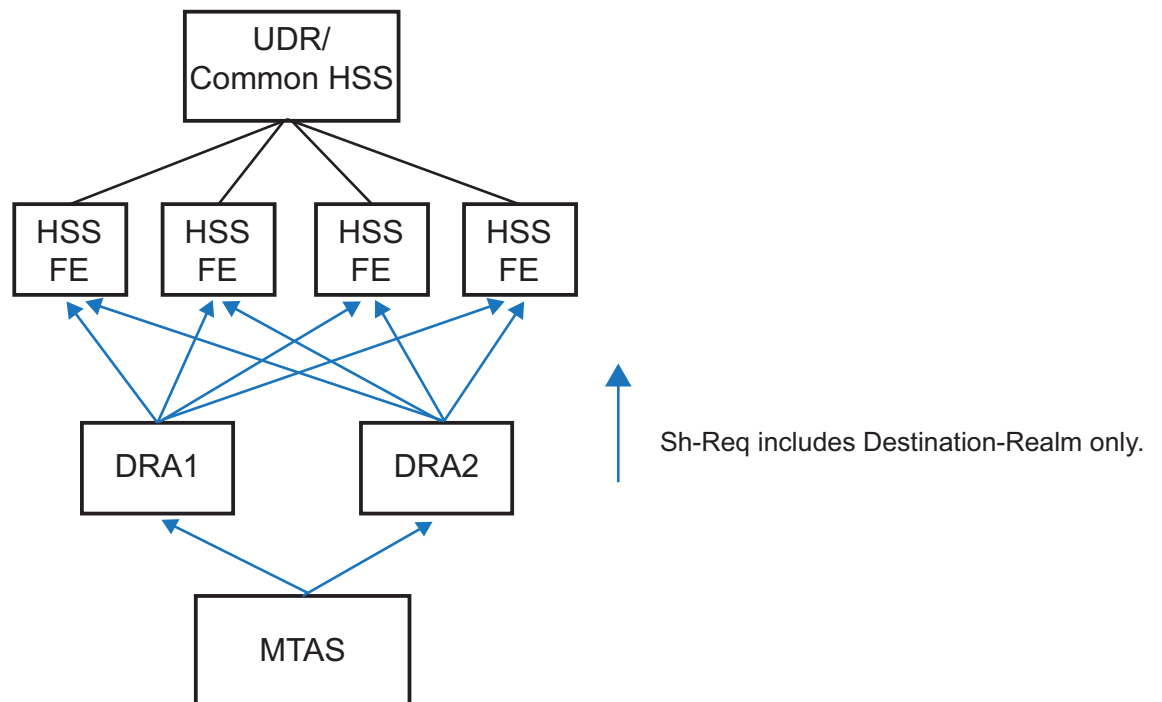 UDR/
Common HSS
HSS
FE
HSS
FE
HSS
FE
HSS
FE
DRA1
DRA2
Sh-Req includes Destination-Realm only.
MTAS